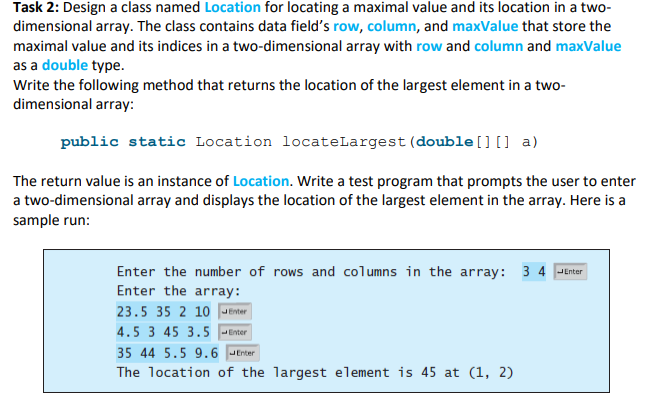 Task 2: Design a class named Location for locating a maximal value and its location in a two-
dimensional array. The class contains data field's row, column, and maxValue that store the
maximal value and its indices in a two-dimensional array with row and column and maxValue
as a double type.
Write the following method that returns the location of the largest element in a two-
dimensional array:
public static Location locateLargest(double[][] a)
The return value is an instance of Location. Write a test program that prompts the user to enter
a two-dimensional array and displays the location of the largest element in the array. Here is a
sample run:
Enter the number of rows and columns in the array: 3 4 ↵Enter
Enter the array:
23.5 35 2 10 ↵Enter
4.5 3 45 3.5 ↵Enter
35 44 5.5 9.6 ↵Enter
The location of the largest element is 45 at (1, 2)